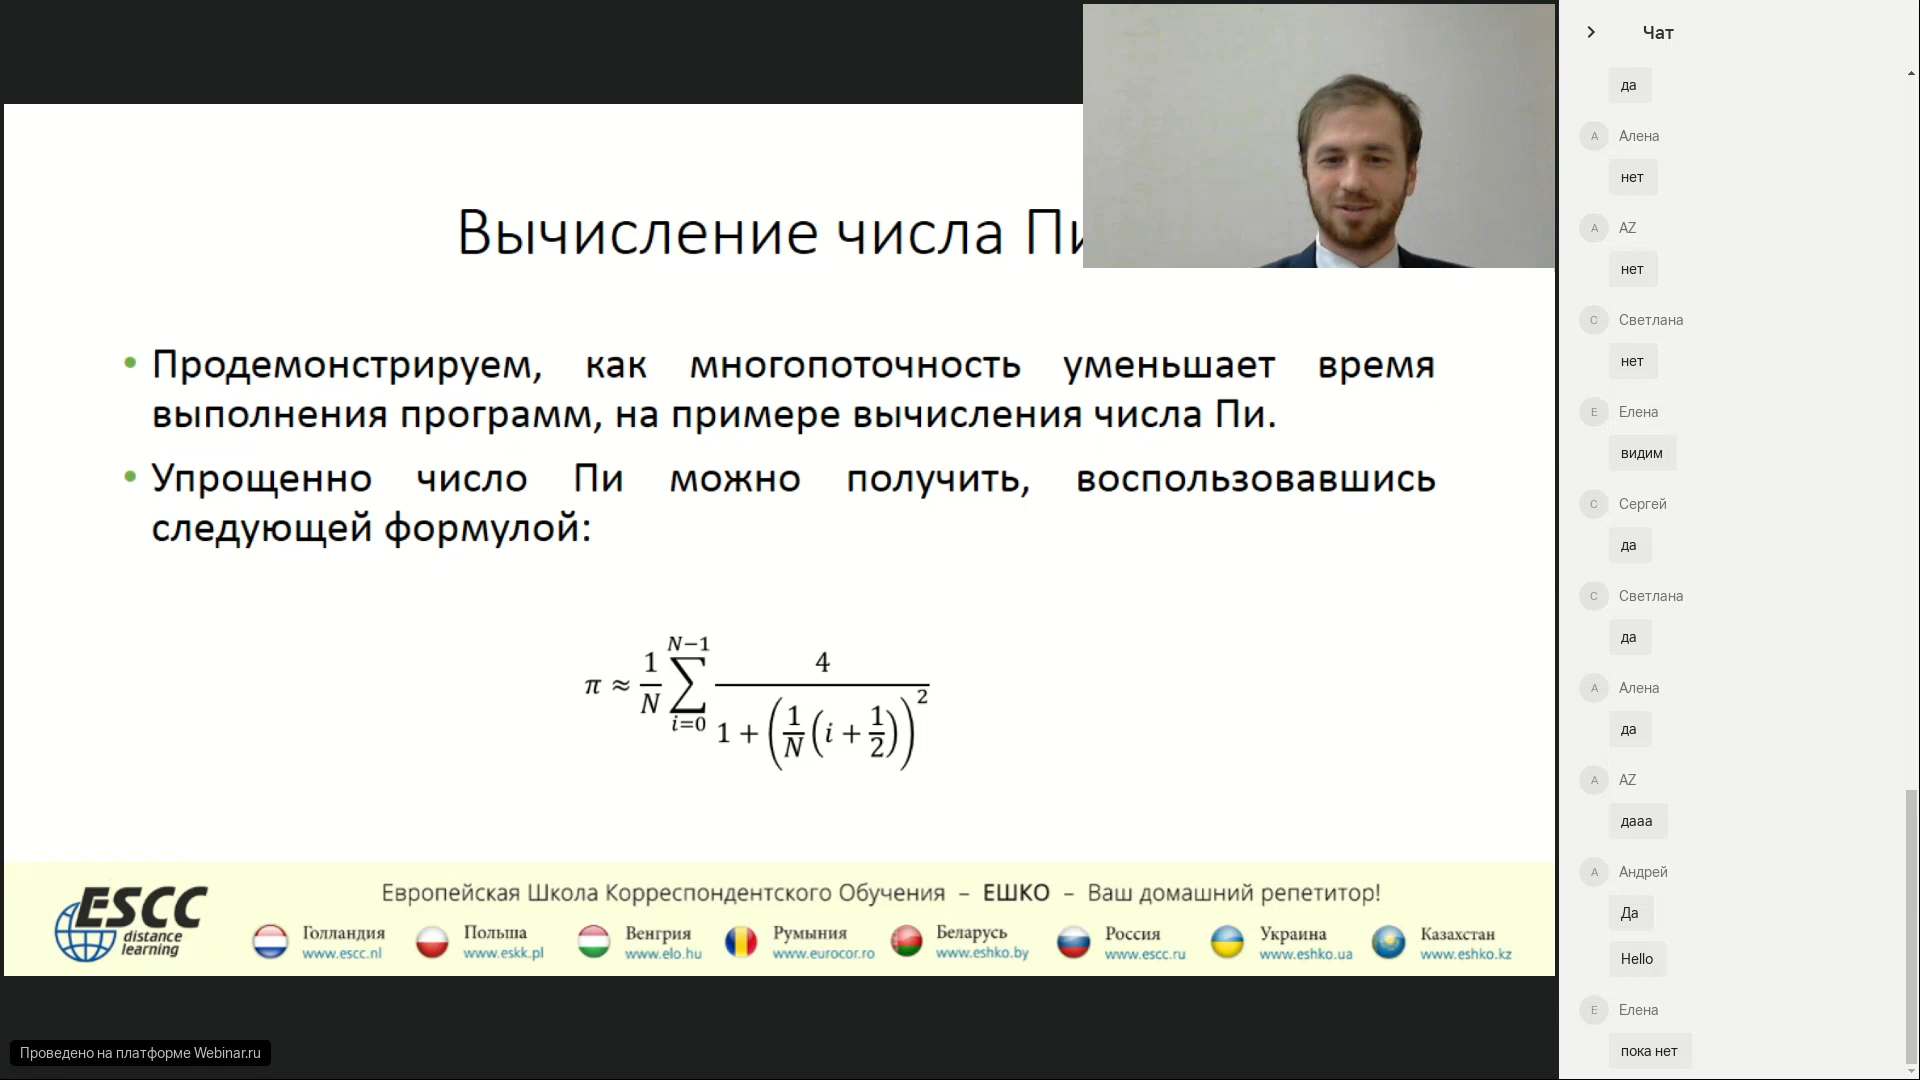 Вычисление числа Пи
• Продемонстрируем, как многопоточность уменьшает время
выполнения программ, на примере вычисления числа Пи.
• Упрощенно число Пи можно получить, воспользовавшись
следующей формулой:
π ≈ 1/N ∑_{i=0}^{N−1} 4 / (1 + (1/N (i + 1/2))^2)
Европейская Школа Корреспондентского Обучения – ЕШКО – Ваш домашний репетитор!
ESCC
distance
learning
Голландия
www.escc.nl
Польша
www.eskk.pl
Венгрия
www.elo.hu
Румыния
www.eurocor.ro
Беларусь
www.eshko.by
Россия
www.escc.ru
Украина
www.eshko.ua
Казахстан
www.eshko.kz
Проведено на платформе Webinar.ru
Чат
да
А Алена
нет
A AZ
нет
С Светлана
нет
Е Елена
видим
С Сергей
да
С Светлана
да
А Алена
да
A AZ
дааа
А Андрей
Да
Hello
Е Елена
пока нет